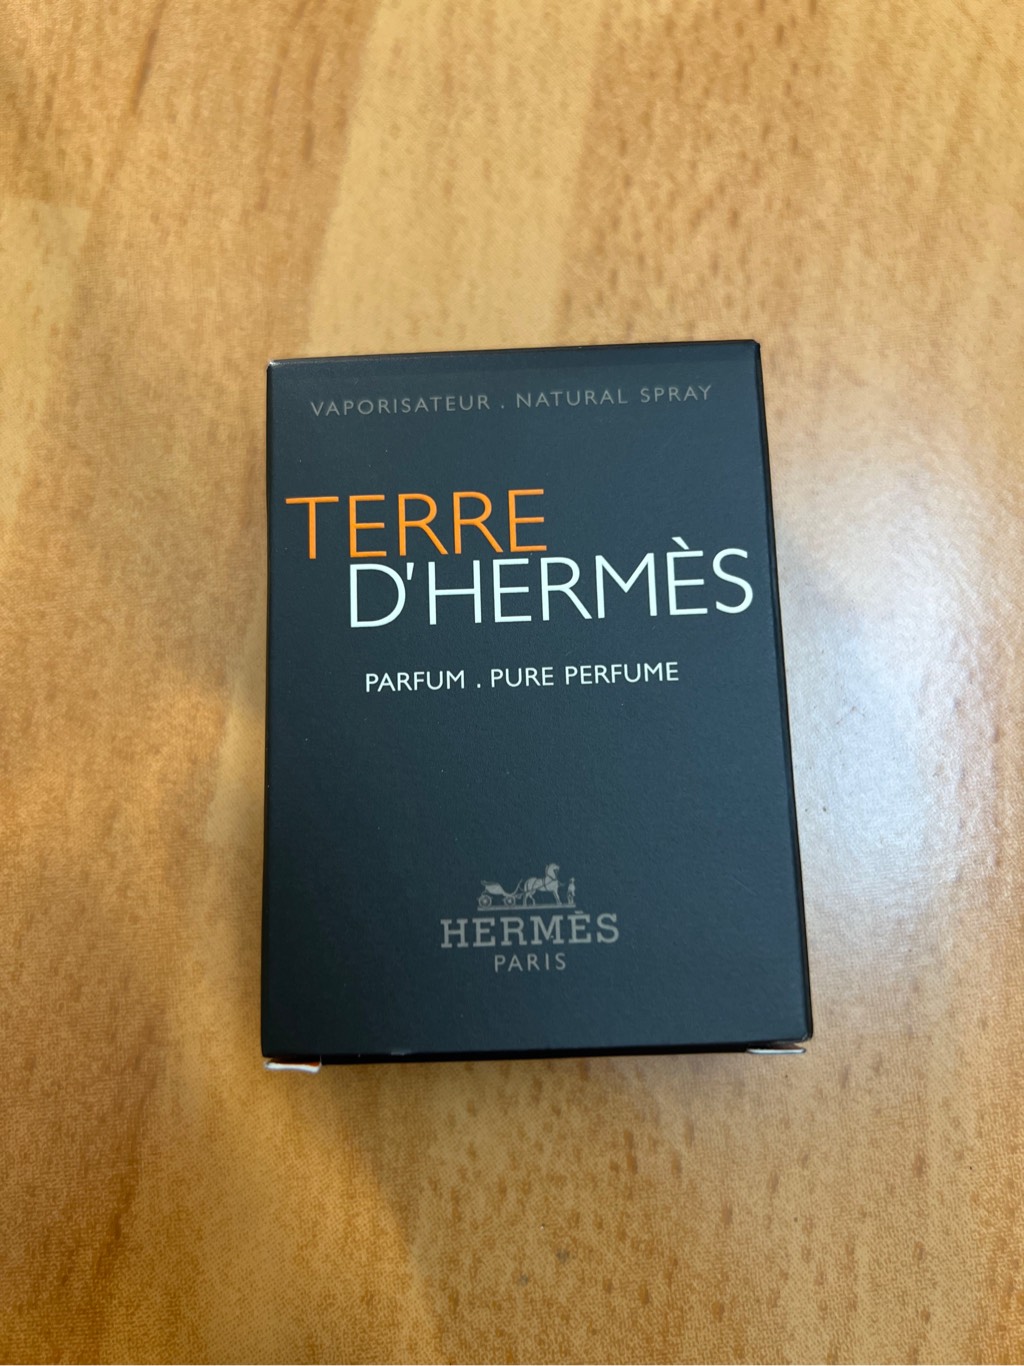 VAPORISATEUR . NATURAL SPRAY
TERRE
D'HERMÈS
PARFUM . PURE PERFUME
HERMÈS
PARIS